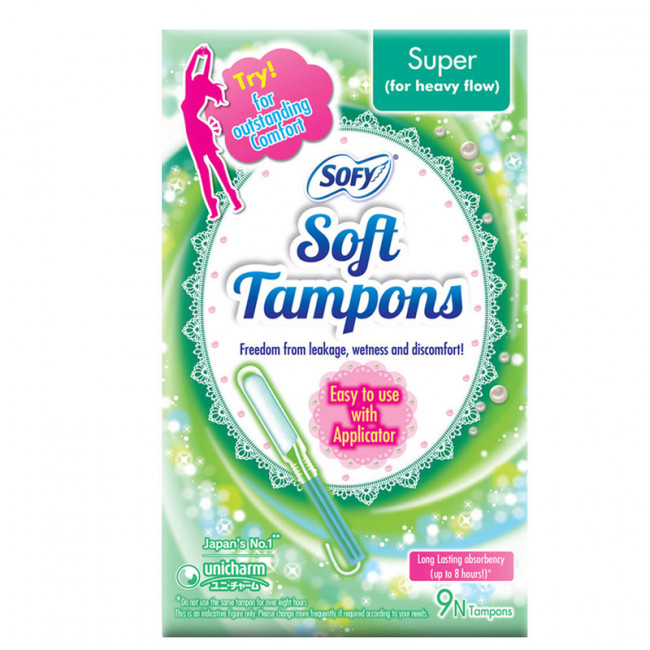 Super
(for heavy flow)
Try!
for
outstanding
Comfort
SOFY®
Soft
Tampons
Freedom from leakage, wetness and discomfort!
Easy to use
with
Applicator
Japan's No.1**
unicharm
ユニ・チャーム
Long Lasting absorbency
(up to 8 hours!)*
*Do not use the same tampon for over eight hours
This is an indicative figure only. Please change more frequently if required according to your needs.
9N Tampons